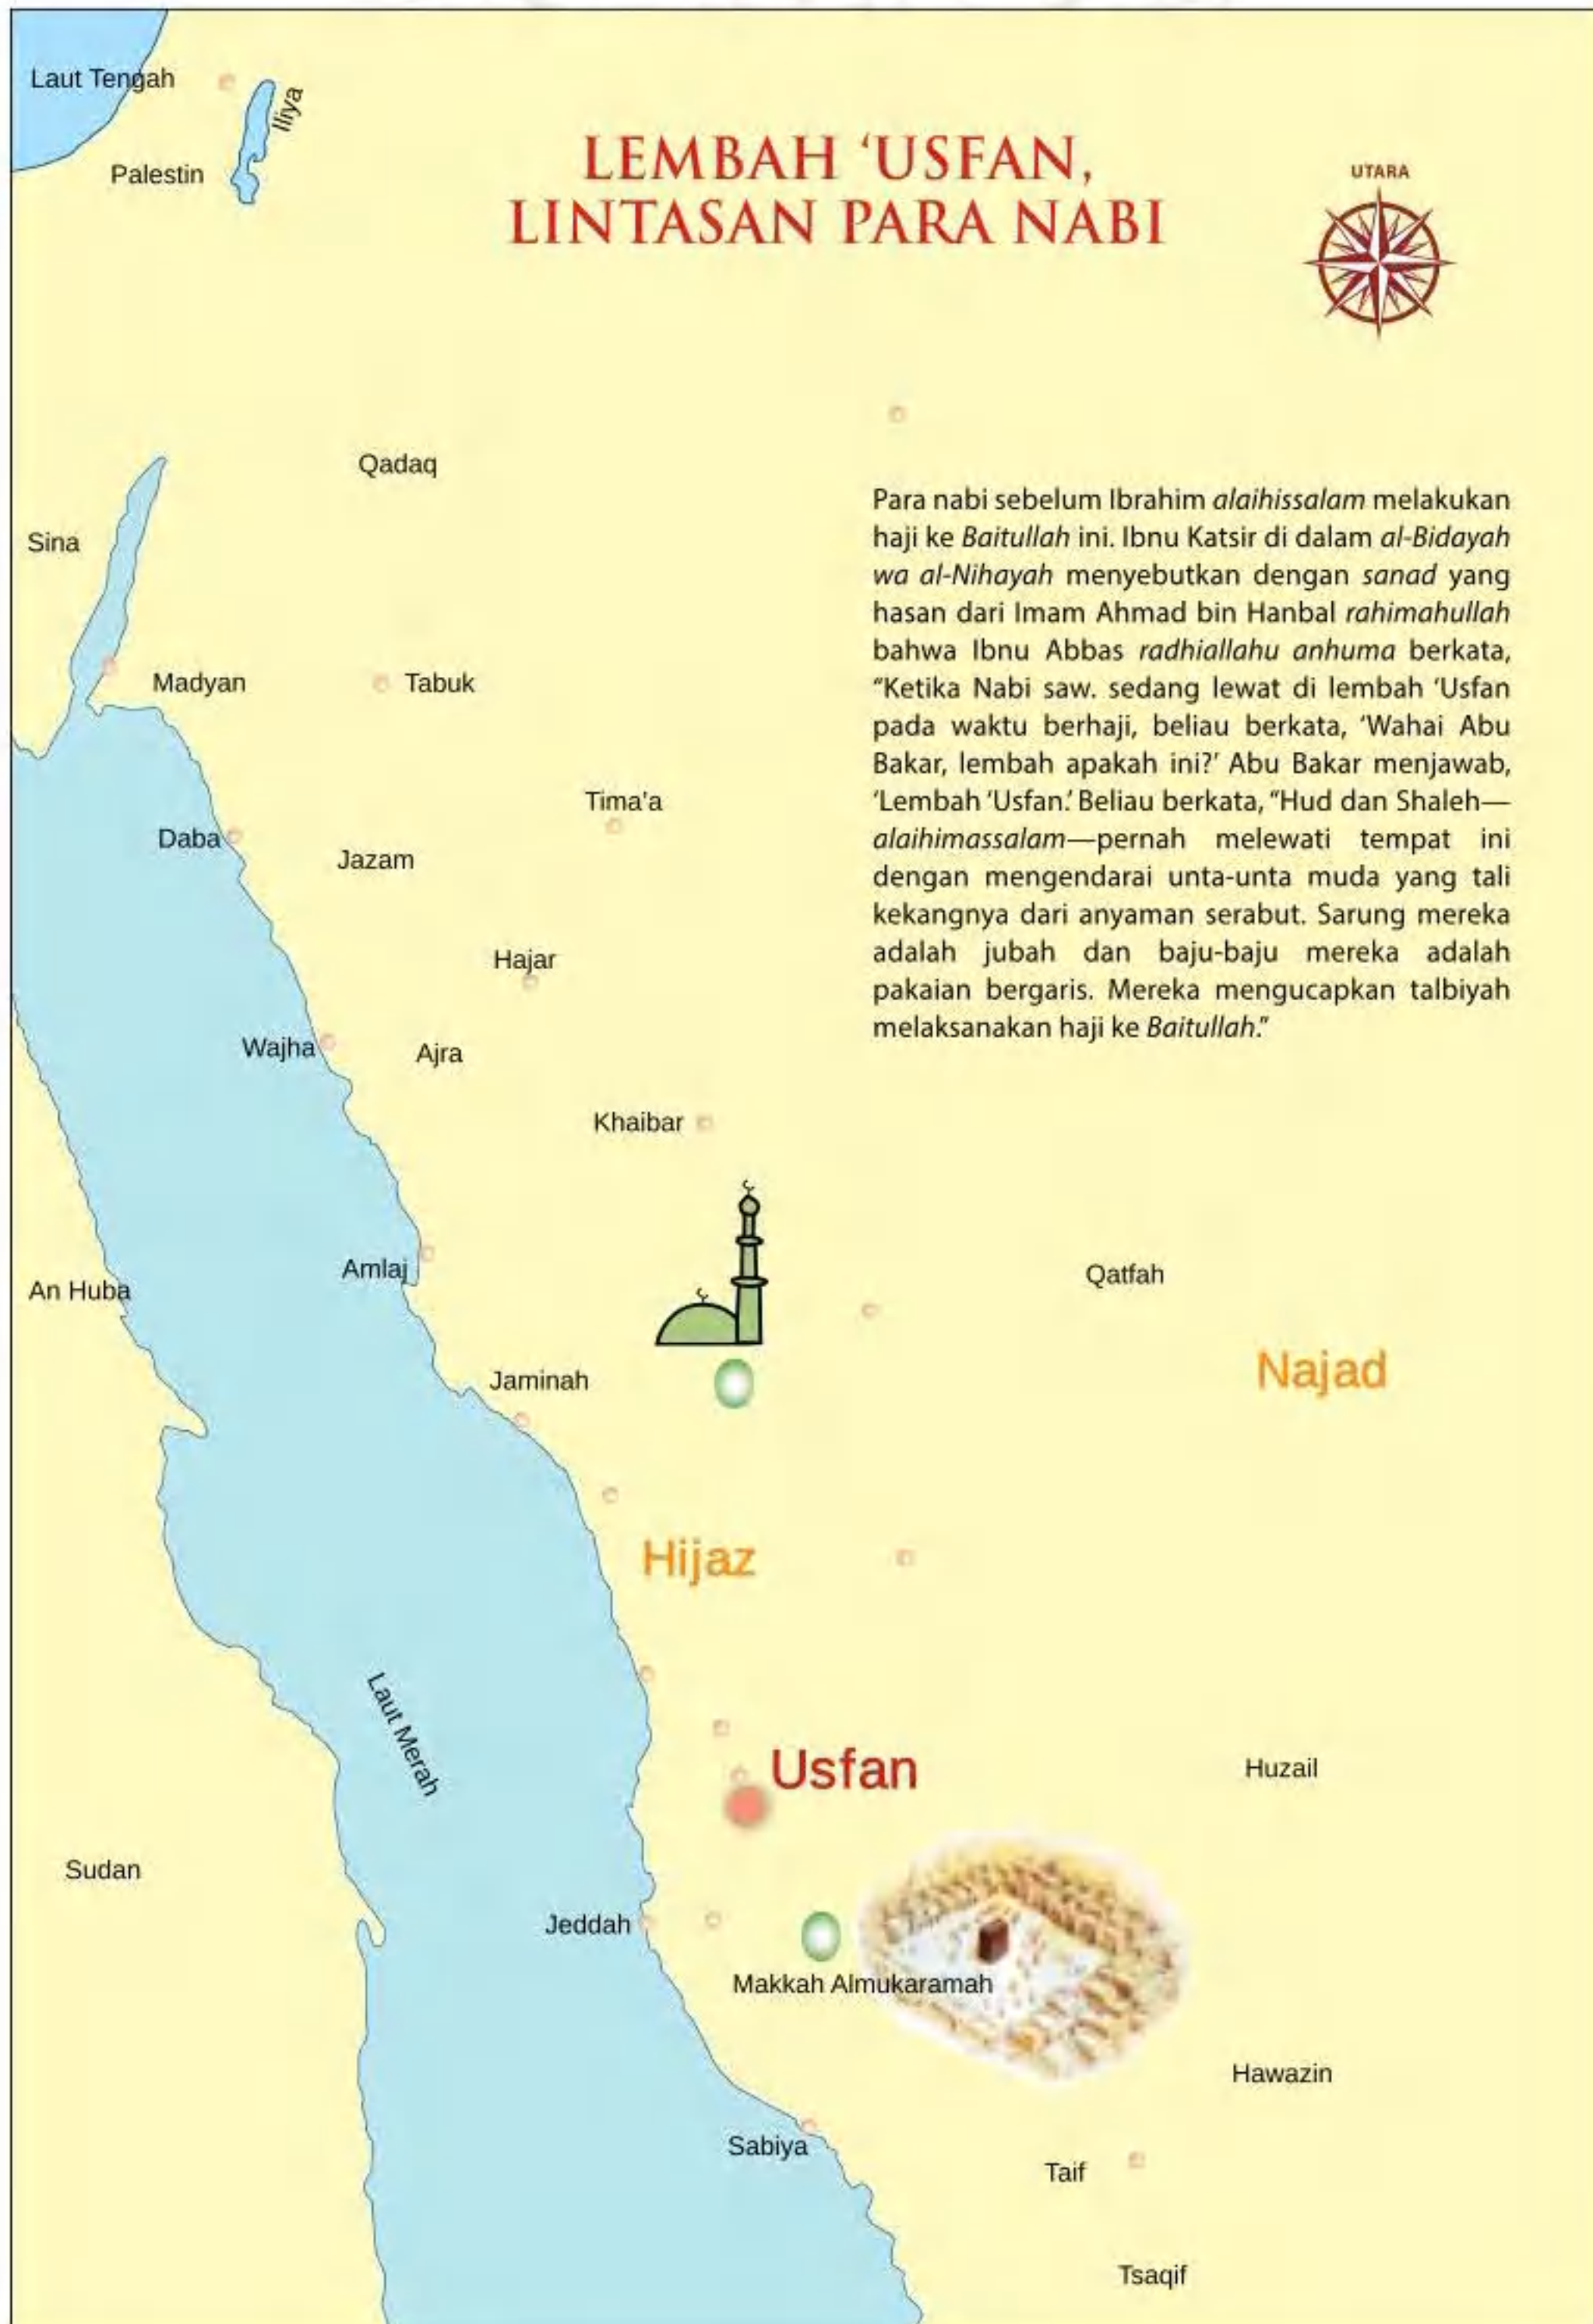 Laut Tengah
Iliya
Palestin
LEMBAH ‘USFAN,
LINTASAN PARA NABI
UTARA
Qadaq
Sina
Para nabi sebelum Ibrahim alaihissalam melakukan
haji ke Baitullah ini. Ibnu Katsir di dalam al-Bidayah
wa al-Nihayah menyebutkan dengan sanad yang
hasan dari Imam Ahmad bin Hanbal rahimahullah
bahwa Ibnu Abbas radhiallahu anhuma berkata,
“Ketika Nabi saw. sedang lewat di lembah ‘Usfan
pada waktu berhaji, beliau berkata, ‘Wahai Abu
Bakar, lembah apakah ini?’ Abu Bakar menjawab,
‘Lembah ‘Usfan.’ Beliau berkata, “Hud dan Shaleh—
alaihimassalam—pernah melewati tempat ini
dengan mengendarai unta-unta muda yang tali
kekangnya dari anyaman serabut. Sarung mereka
adalah jubah dan baju-baju mereka adalah
pakaian bergaris. Mereka mengucapkan talbiyah
melaksanakan haji ke Baitullah.”
Madyan
Tabuk
Tima'a
Daba
Jazam
Hajar
Wajha
Ajra
Khaibar
Amlaj
An Huba
Qatfah
Najad
Jaminah
Hijaz
Laut Merah
Usfan
Huzail
Sudan
Jeddah
Makkah Almukaramah
Hawazin
Sabiya
Taif
Tsaqif